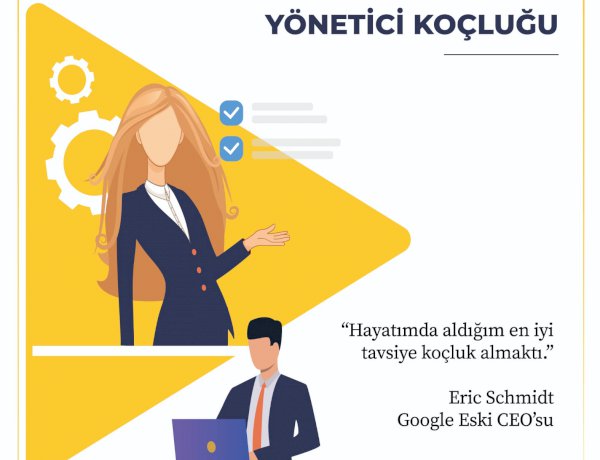 YÖNETİCİ KOÇLUĞU
“Hayatımda aldığım en iyi
tavsiye koçluk almaktı.”
Eric Schmidt
Google Eski CEO’su